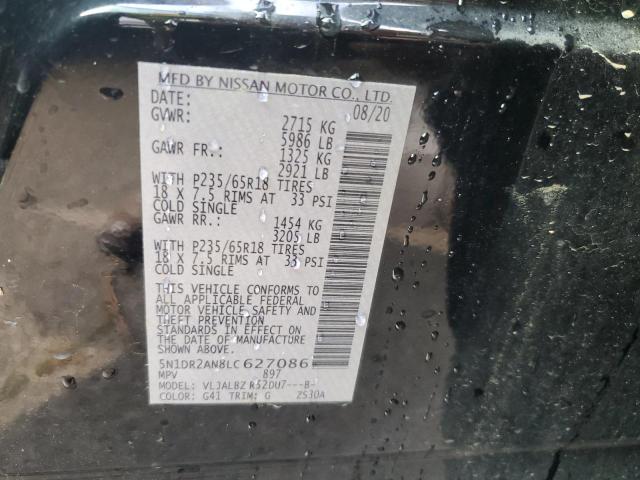 MFD BY NISSAN MOTOR CO., LTD.
DATE: 08/20
GVWR: 2715 KG
5986 LB
GAWR FR: 1325 KG
2921 LB
WITH P235/65R18 TIRES
18 X 7.5 RIMS AT 33 PSI
COLD SINGLE
GAWR RR: 1454 KG
3205 LB
WITH P235/65R18 TIRES
18 X 7.5 RIMS AT 33 PSI
COLD SINGLE
THIS VEHICLE CONFORMS TO
ALL APPLICABLE FEDERAL
MOTOR VEHICLE SAFETY AND
THEFT PREVENTION
STANDARDS IN EFFECT ON
THE DATE OF MANUFACTURE
SHOWN ABOVE.
5N1DR2AN8LC627086
MPV 897
MODEL: VLJALBZ R52DU7---B-
COLOR: G41 TRIM: G ZS30A